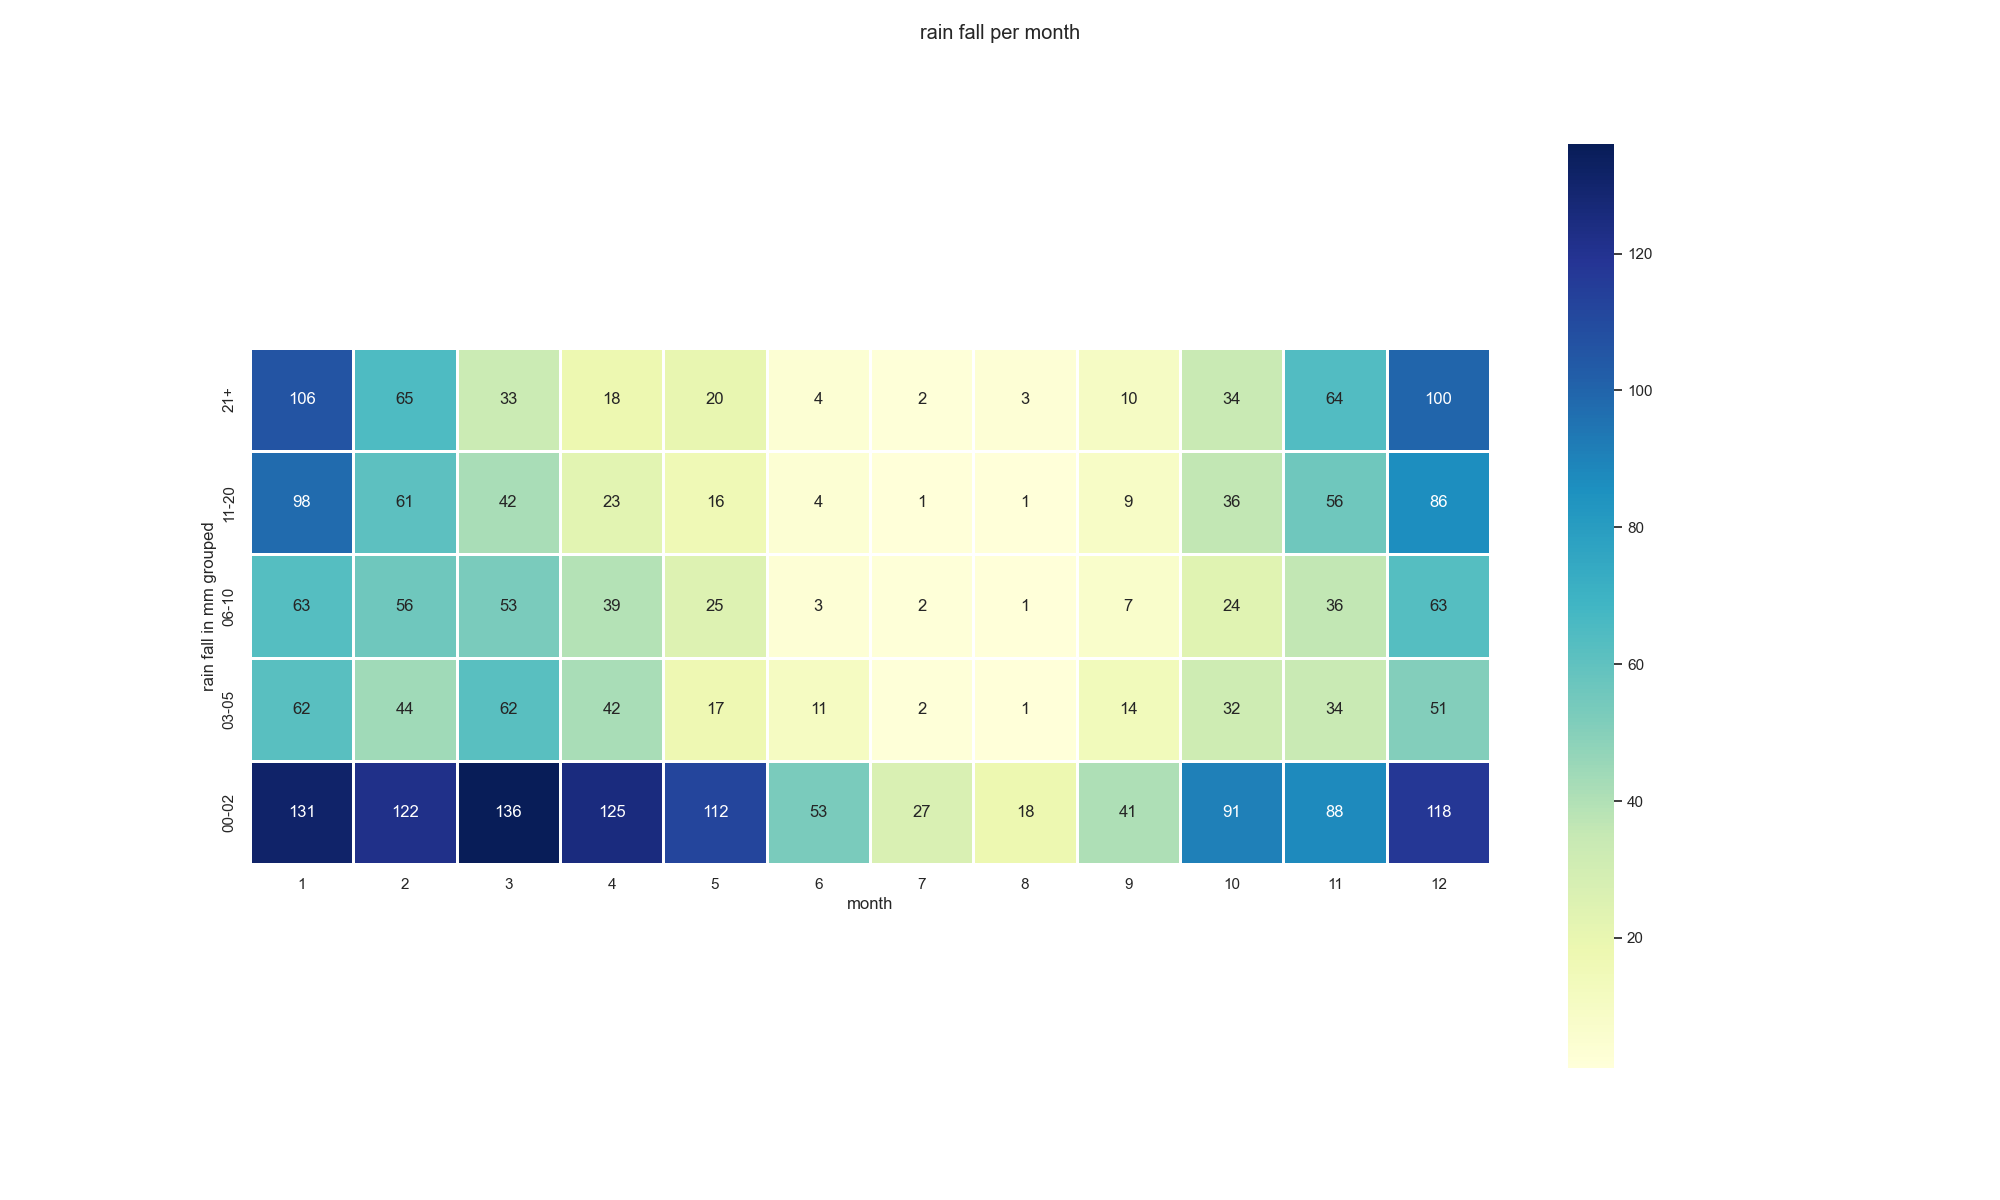 rain fall per month
120
100
80
60
40
20
rain fall in mm grouped
21+ 106 65 33 18 20 4 2 3 10 34 64 100
11-20 98 61 42 23 16 4 1 1 9 36 56 86
06-10 63 56 53 39 25 3 2 1 7 24 36 63
03-05 62 44 62 42 17 11 2 1 14 32 34 51
00-02 131 122 136 125 112 53 27 18 41 91 88 118
1 2 3 4 5 6 7 8 9 10 11 12
month